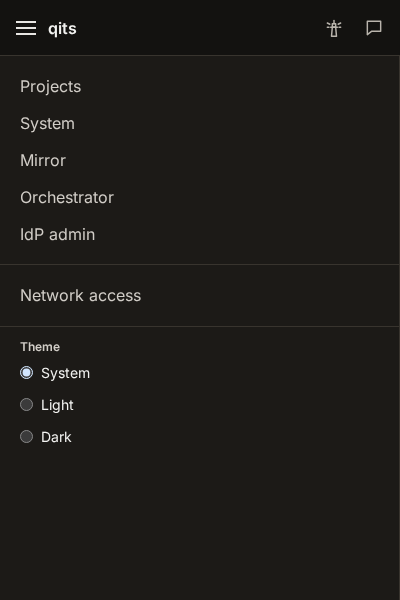 qits
Projects
System
Mirror
Orchestrator
IdP admin
Network access
Theme
System
Light
Dark